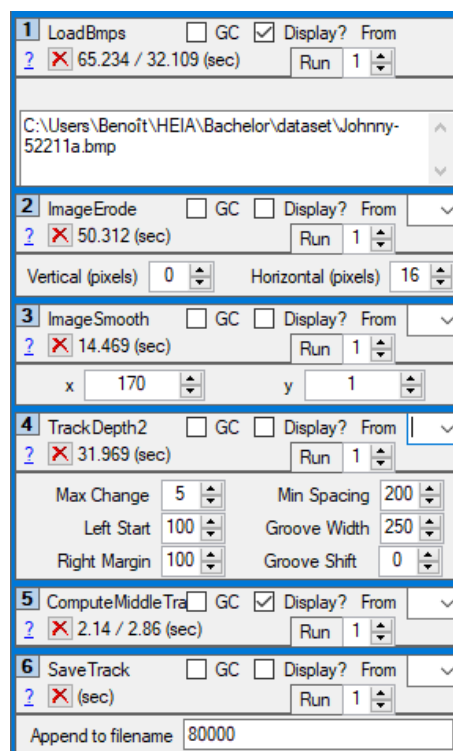 1 LoadBmps GC Display? From
? 65.234 / 32.109 (sec) Run 1
C:\Users\Benoît\HEIA\Bachelor\dataset\Johnny-
52211a.bmp
2 ImageErode GC Display? From
? 50.312 (sec) Run 1
Vertical (pixels) 0 Horizontal (pixels) 16
3 ImageSmooth GC Display? From
? 14.469 (sec) Run 1
x 170 y 1
4 TrackDepth2 GC Display? From
? 31.969 (sec) Run 1
Max Change 5 Min Spacing 200
Left Start 100 Groove Width 250
Right Margin 100 Groove Shift 0
5 ComputeMiddleTra GC Display? From
? 2.14 / 2.86 (sec) Run 1
6 SaveTrack GC Display? From
? (sec) Run 1
Append to filename 80000